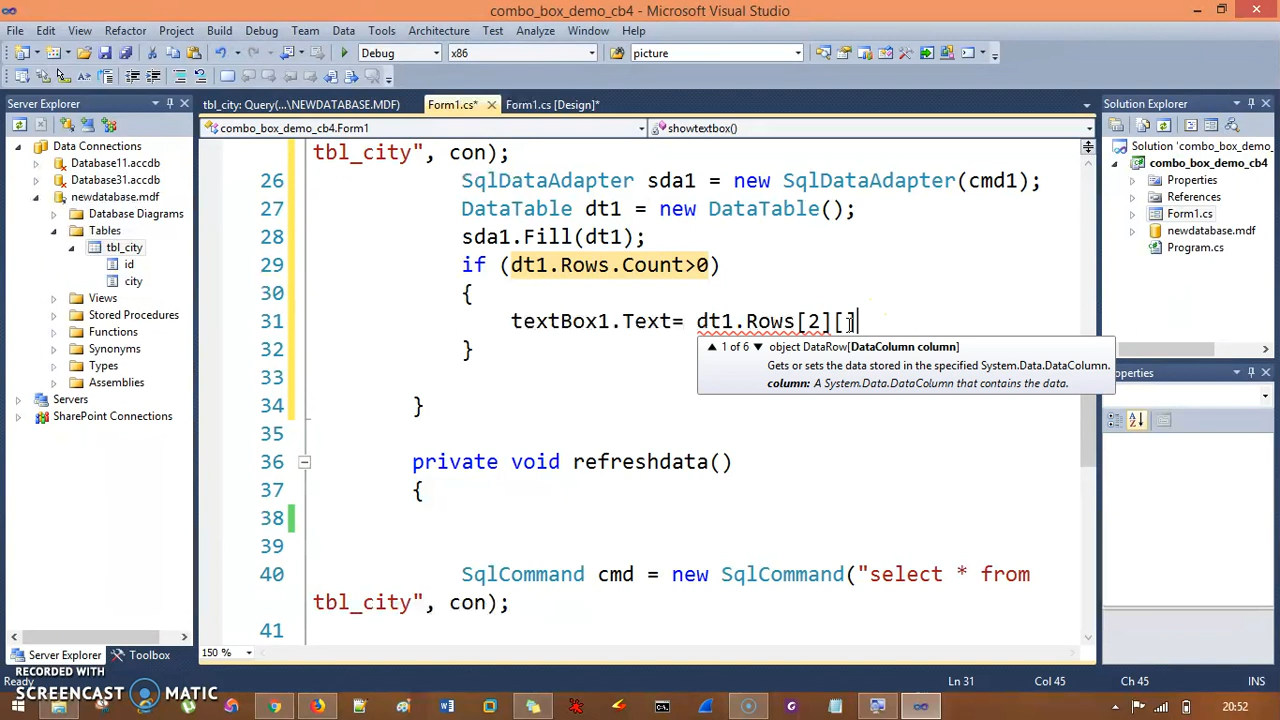 combo_box_demo_cb4 - Microsoft Visual Studio
File Edit View Refactor Project Build Debug Team Data Tools Architecture Test Analyze Window Help
Debug x86 picture
Server Explorer
Data Connections
Database11.accdb
Database31.accdb
newdatabase.mdf
Database Diagrams
Tables
tbl_city
id
city
Views
Stored Procedures
Functions
Synonyms
Types
Assemblies
Servers
SharePoint Connections
Server Explorer Toolbox
tbl_city: Query(...\NEWDATABASE.MDF) Form1.cs* Form1.cs [Design]*
combo_box_demo_cb4.Form1 showtextbox()
tbl_city", con);
26 SqlDataAdapter sda1 = new SqlDataAdapter(cmd1);
27 DataTable dt1 = new DataTable();
28 sda1.Fill(dt1);
29 if (dt1.Rows.Count>0)
30 {
31 textBox1.Text= dt1.Rows[2][]
1 of 6 object DataRow[DataColumn column]
Gets or sets the data stored in the specified System.Data.DataColumn.
column: A System.Data.DataColumn that contains the data.
32 }
33
34 }
35
36 private void refreshdata()
37 {
38
39
40 SqlCommand cmd = new SqlCommand("select * from
tbl_city", con);
41
150 %
Solution Explorer
Solution 'combo_box_demo_
combo_box_demo_cb4
Properties
References
Form1.cs
newdatabase.mdf
Program.cs
roperties
Ready Ln 31 Col 45 Ch 45 INS
RECORDED WITH
SCREENCAST MATIC
20:52